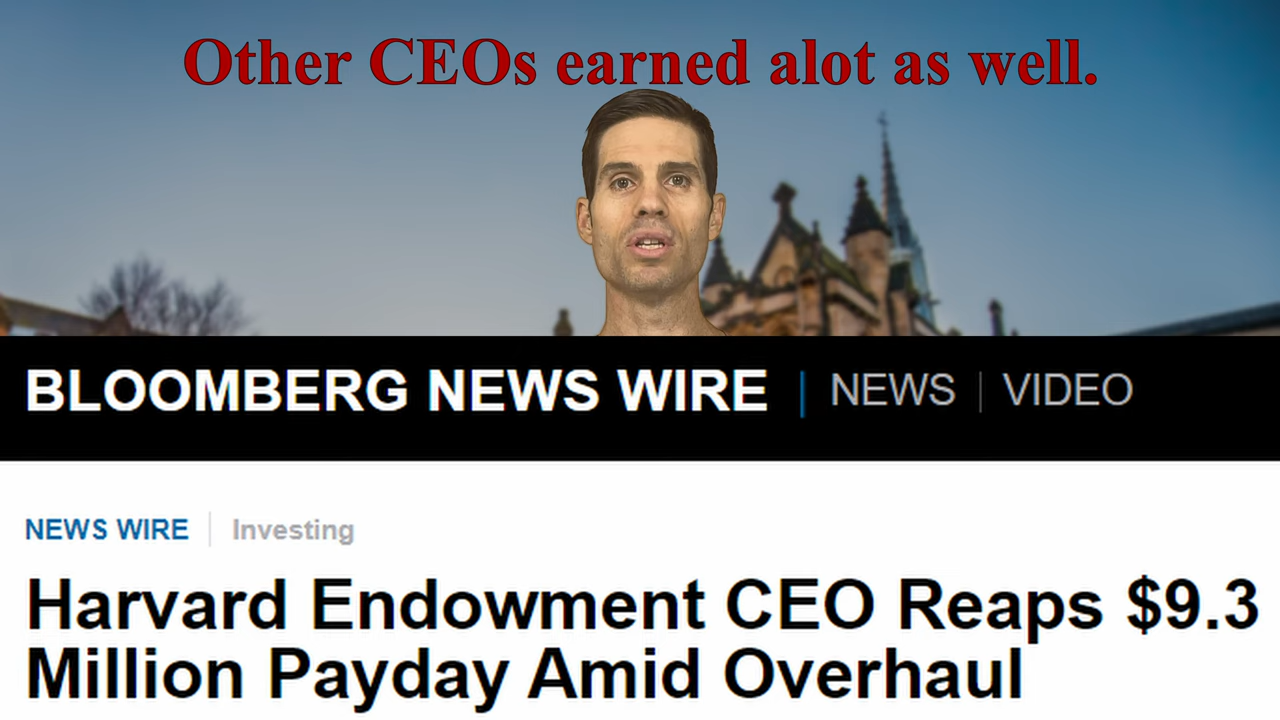 Other CEOs earned alot as well.
BLOOMBERG NEWS WIRE | NEWS | VIDEO
NEWS WIRE | Investing
Harvard Endowment CEO Reaps $9.3
Million Payday Amid Overhaul